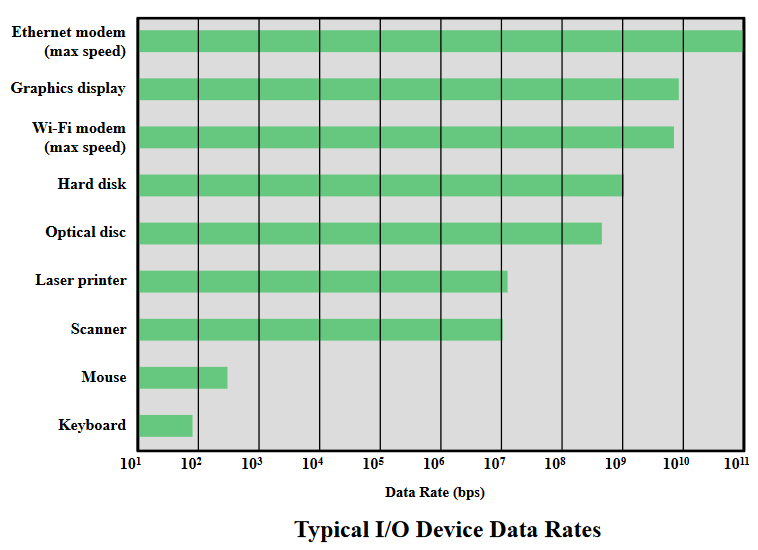 Ethernet modem
(max speed)
Graphics display
Wi-Fi modem
(max speed)
Hard disk
Optical disc
Laser printer
Scanner
Mouse
Keyboard
10¹ 10² 10³ 10⁴ 10⁵ 10⁶ 10⁷ 10⁸ 10⁹ 10¹⁰ 10¹¹
Data Rate (bps)
Typical I/O Device Data Rates